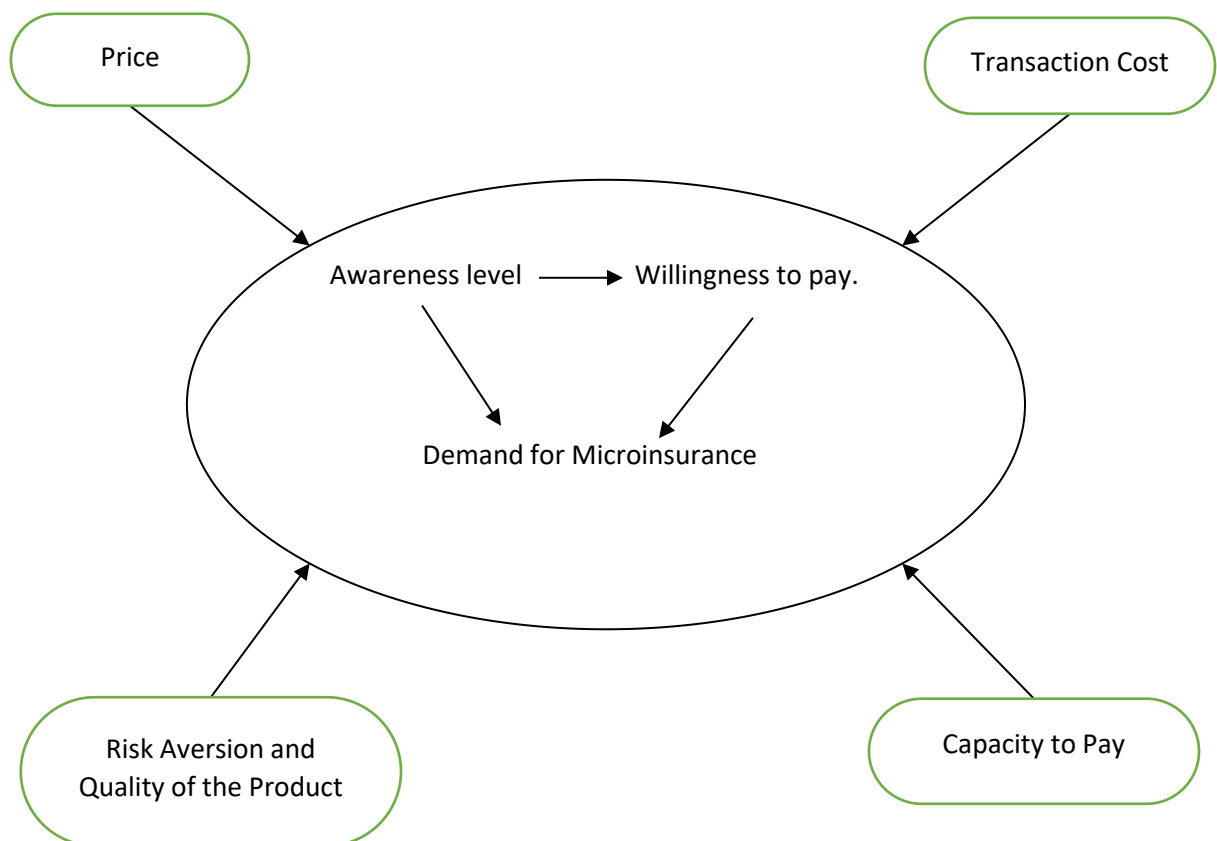 Price
Transaction Cost
Awareness level
Willingness to pay.
Demand for Microinsurance
Risk Aversion and
Quality of the Product
Capacity to Pay